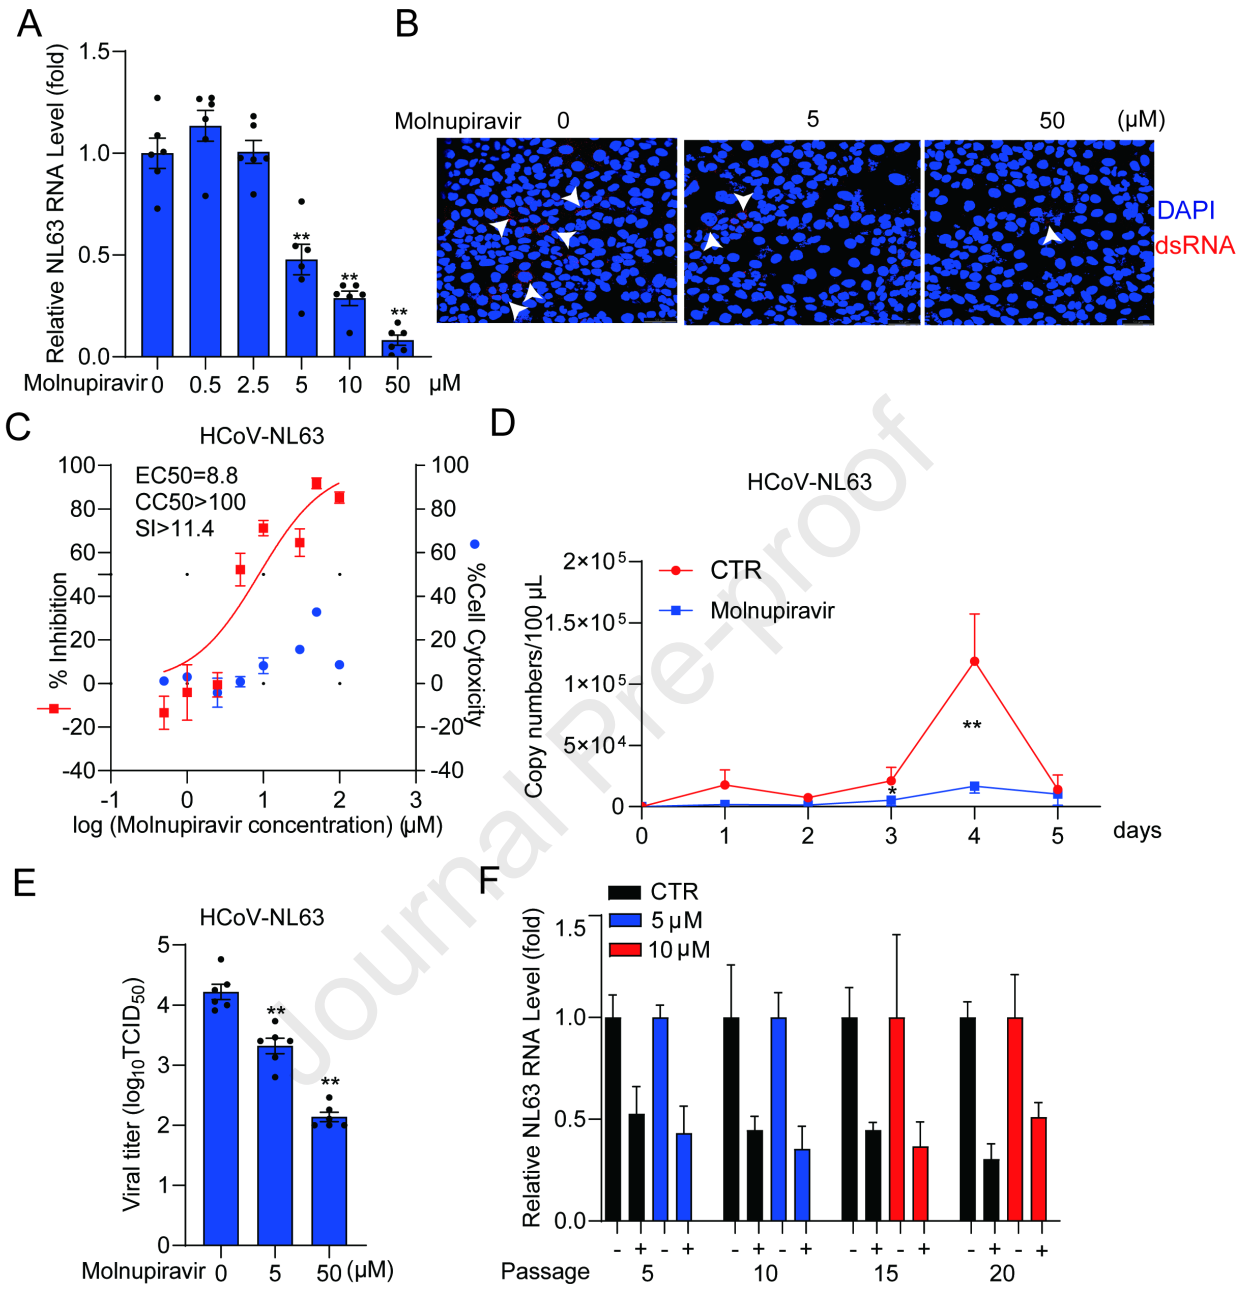 A
Relative NL63 RNA Level (fold)
1.5
1.0
0.5
0.0
** ** **
Molnupiravir 0 0.5 2.5 5 10 50 μM
B
Molnupiravir 0 5 50 (μM)
DAPI
dsRNA
C
HCoV-NL63
EC50=8.8
CC50>100
SI>11.4
% Inhibition
100
80
60
40
20
0
-20
-40
100
80
60
40
20
0
-20
-40
%Cell Cytoxicity
-1 0 1 2 3
log (Molnupiravir concentration) (μM)
D
HCoV-NL63
CTR
Molnupiravir
Copy numbers/100 μL
2×10⁵
1.5×10⁵
1×10⁵
5×10⁴
0
**
*
0 1 2 3 4 5 days
E
HCoV-NL63
Viral titer (log₁₀TCID₅₀)
5
4
3
2
1
0
** **
Molnupiravir 0 5 50 (μM)
F
CTR
5 μM
10 μM
Relative NL63 RNA Level (fold)
1.5
1.0
0.5
0.0
- + - + - + - + - + - + - + - +
Passage 5 10 15 20
Journal Pre-proof